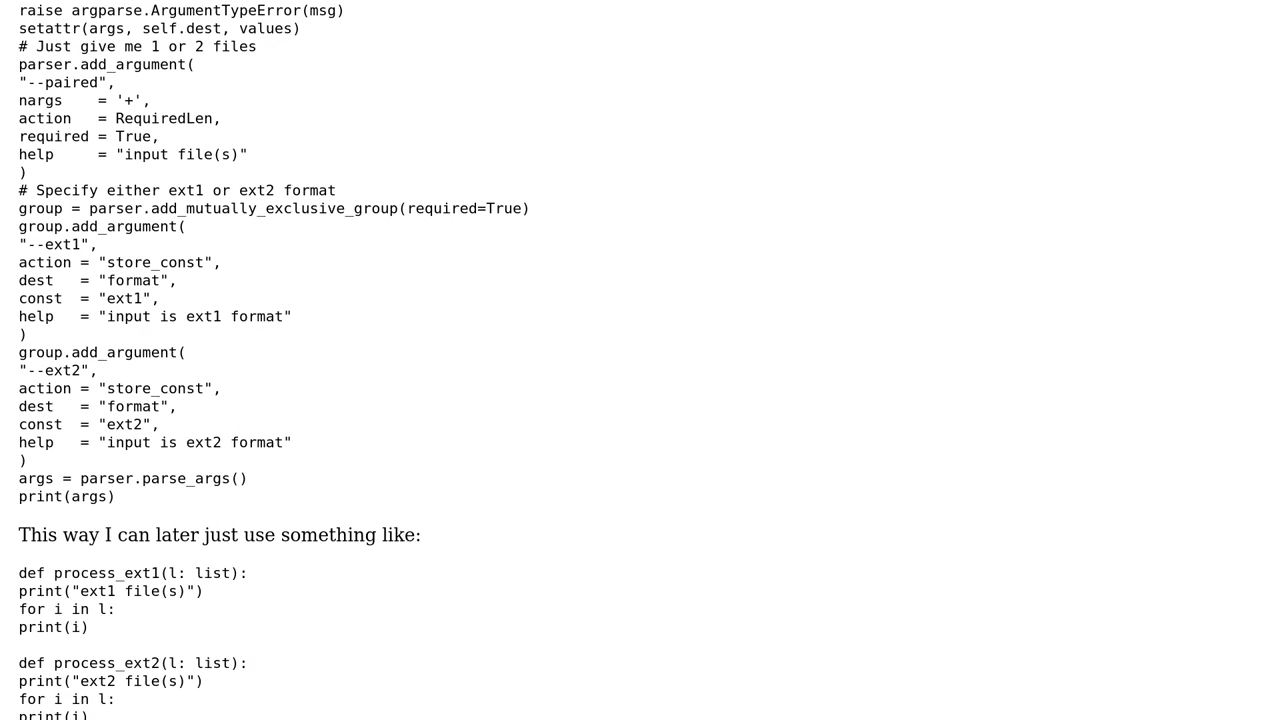 raise argparse.ArgumentTypeError(msg)
setattr(args, self.dest, values)
# Just give me 1 or 2 files
parser.add_argument(
"--paired",
nargs    = '+',
action   = RequiredLen,
required = True,
help     = "input file(s)"
)
# Specify either ext1 or ext2 format
group = parser.add_mutually_exclusive_group(required=True)
group.add_argument(
"--ext1",
action = "store_const",
dest   = "format",
const  = "ext1",
help   = "input is ext1 format"
)
group.add_argument(
"--ext2",
action = "store_const",
dest   = "format",
const  = "ext2",
help   = "input is ext2 format"
)
args = parser.parse_args()
print(args)
This way I can later just use something like:
def process_ext1(l: list):
print("ext1 file(s)")
for i in l:
print(i)
def process_ext2(l: list):
print("ext2 file(s)")
for i in l:
print(i)